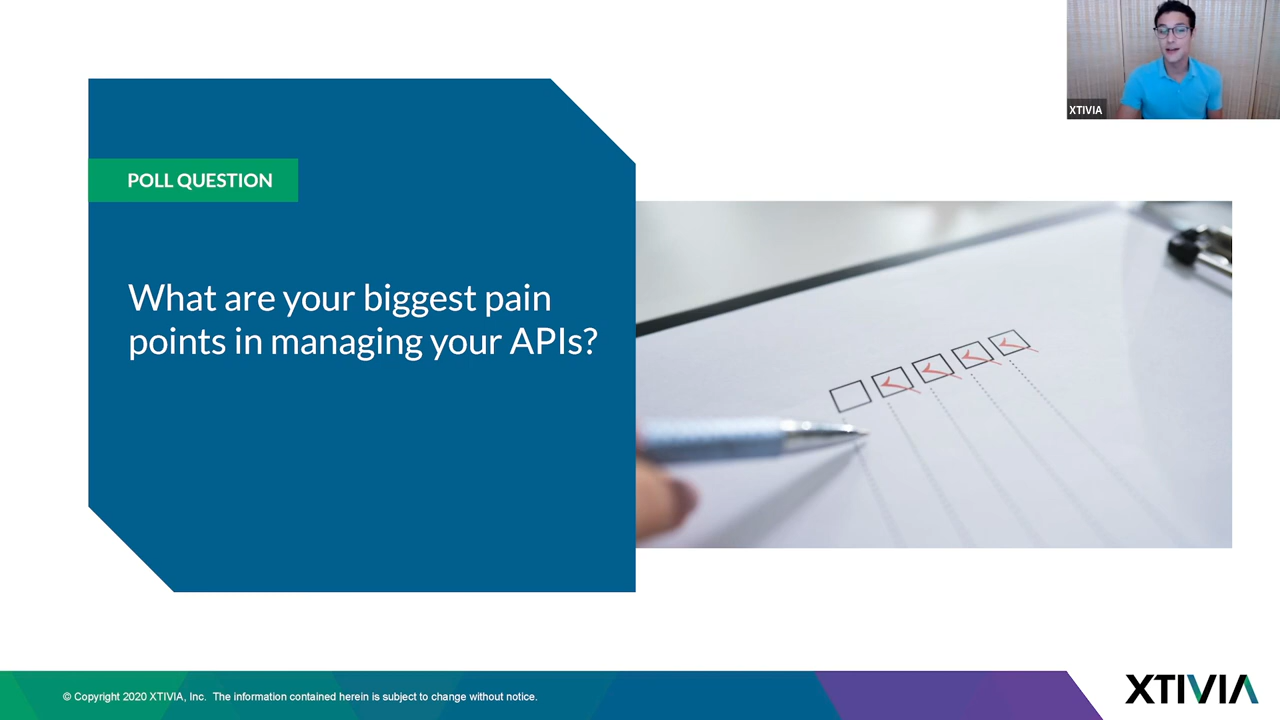 XTIVIA
POLL QUESTION
What are your biggest pain
points in managing your APIs?
© Copyright 2020 XTIVIA, Inc. The information contained herein is subject to change without notice.
XTIVIA